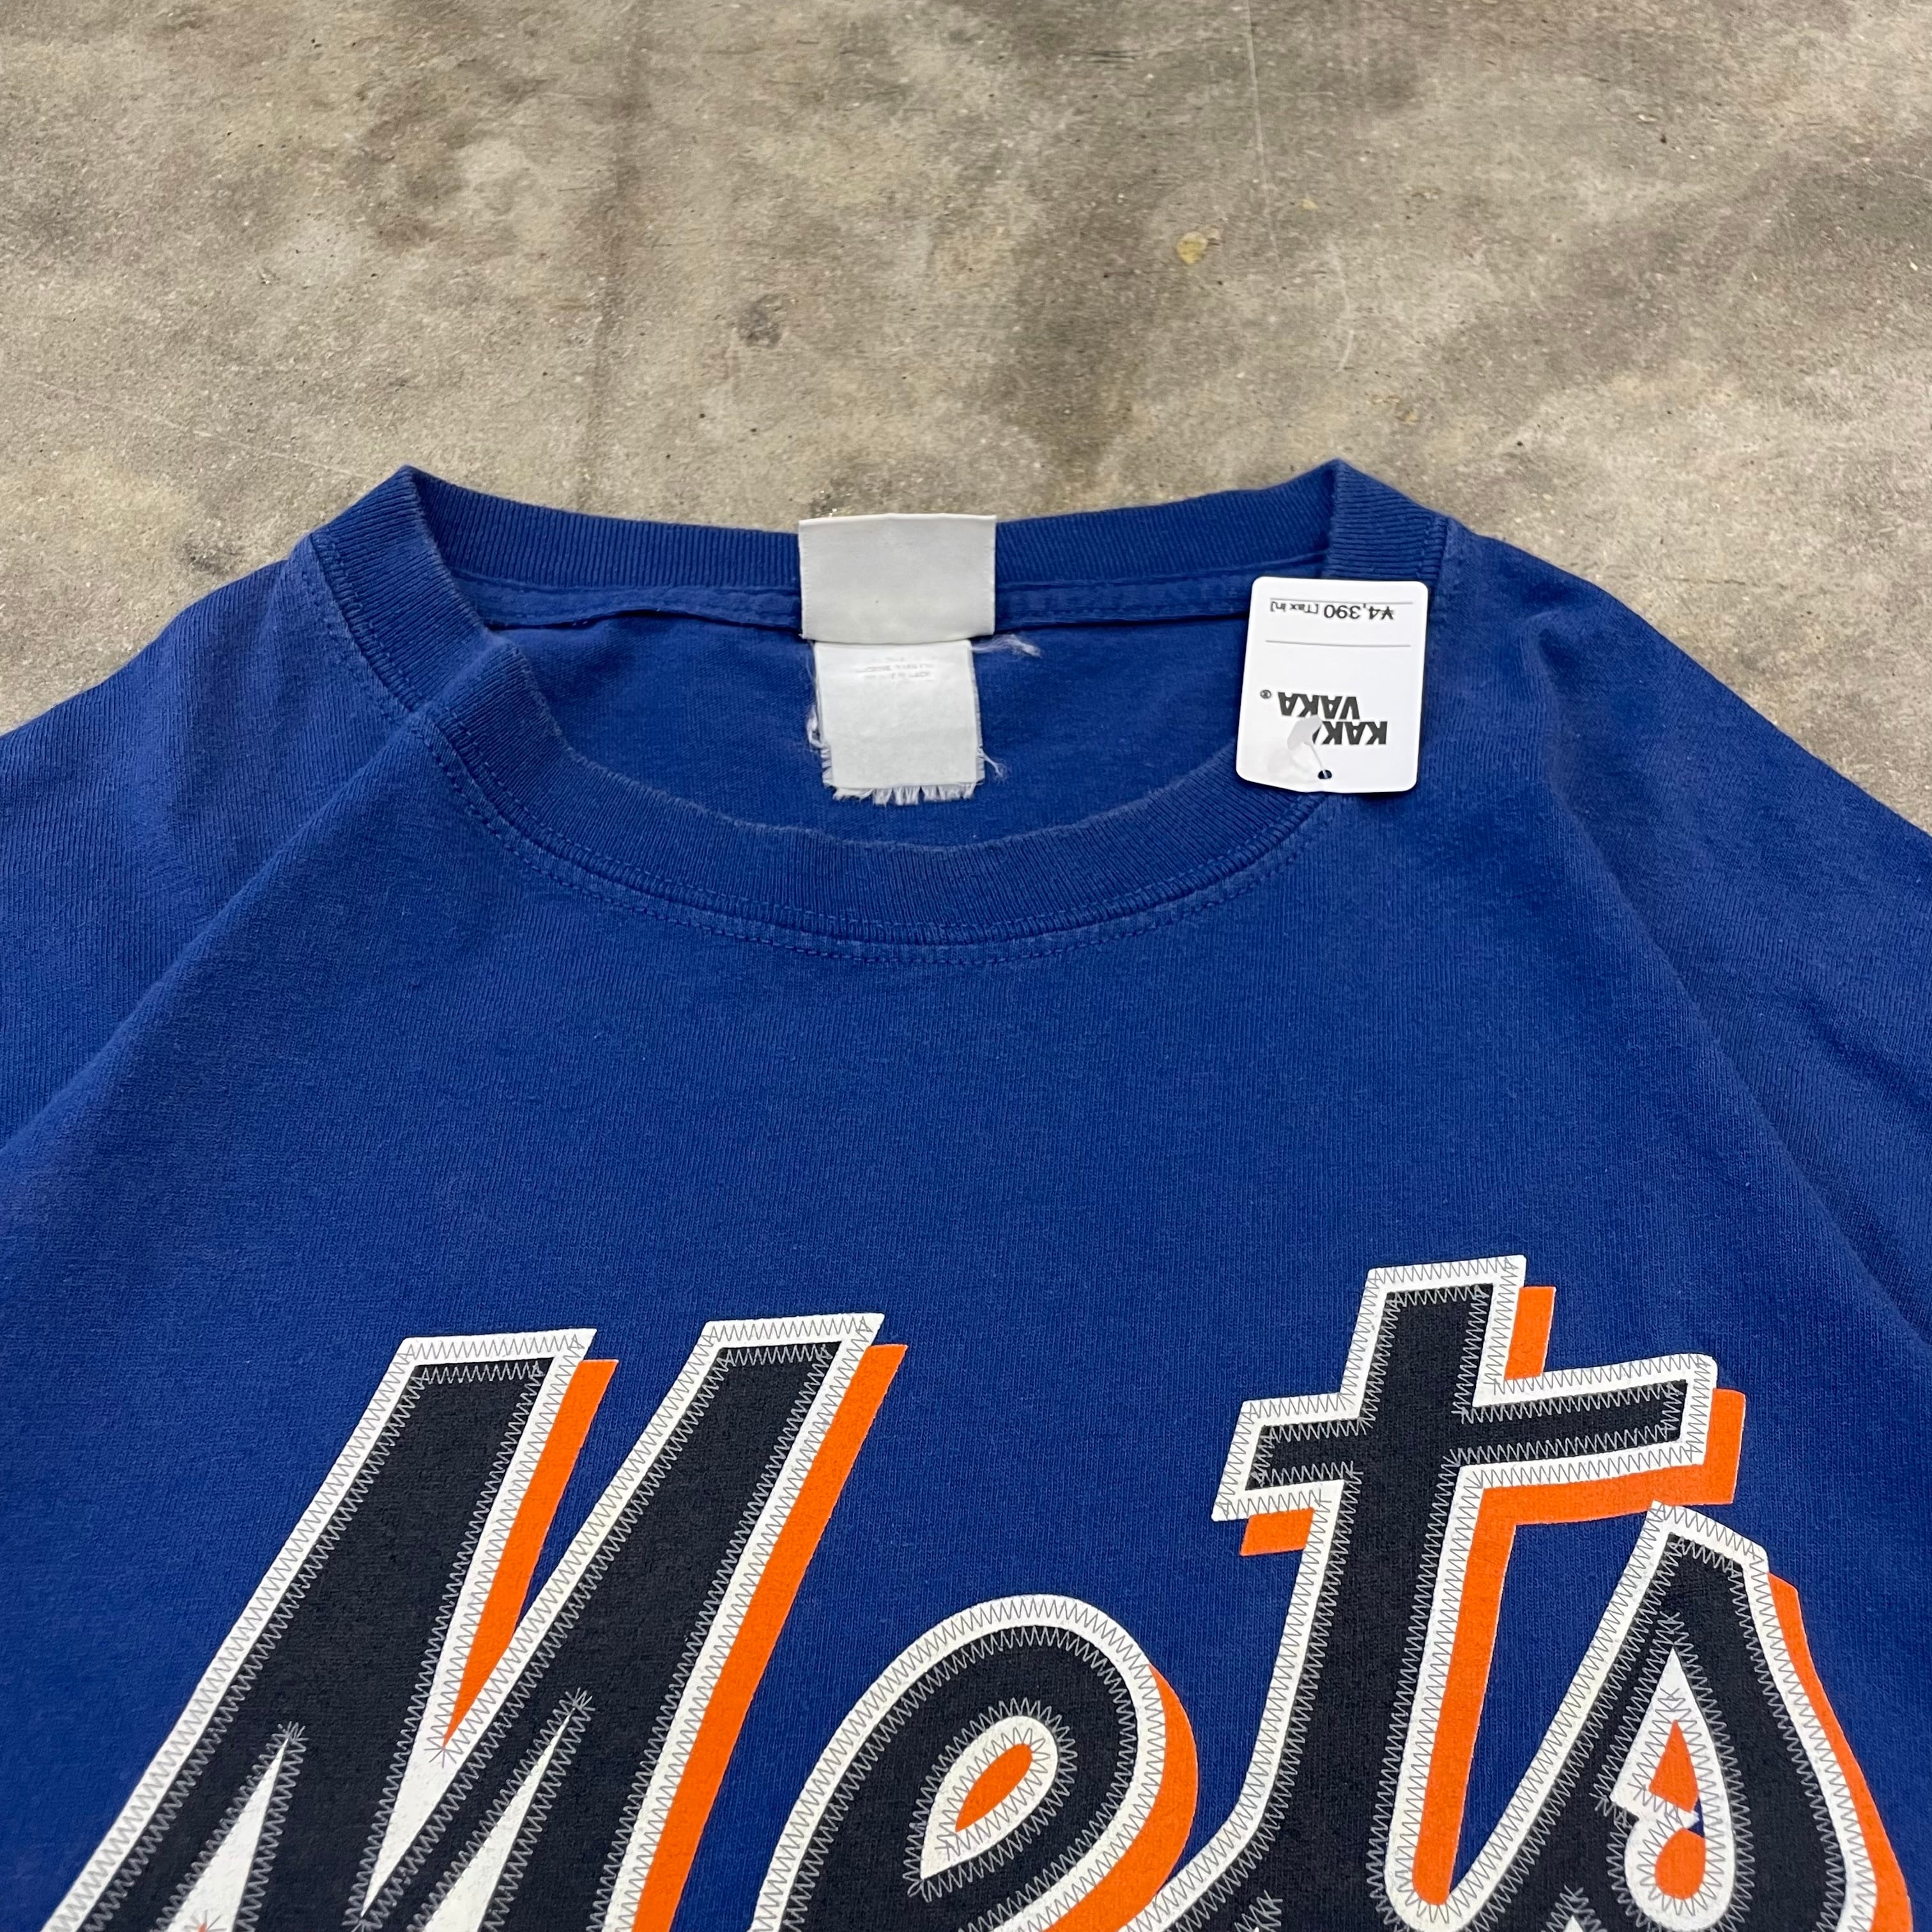 ¥4,390 [Tax in]
KAKA
VAKA®
Mets